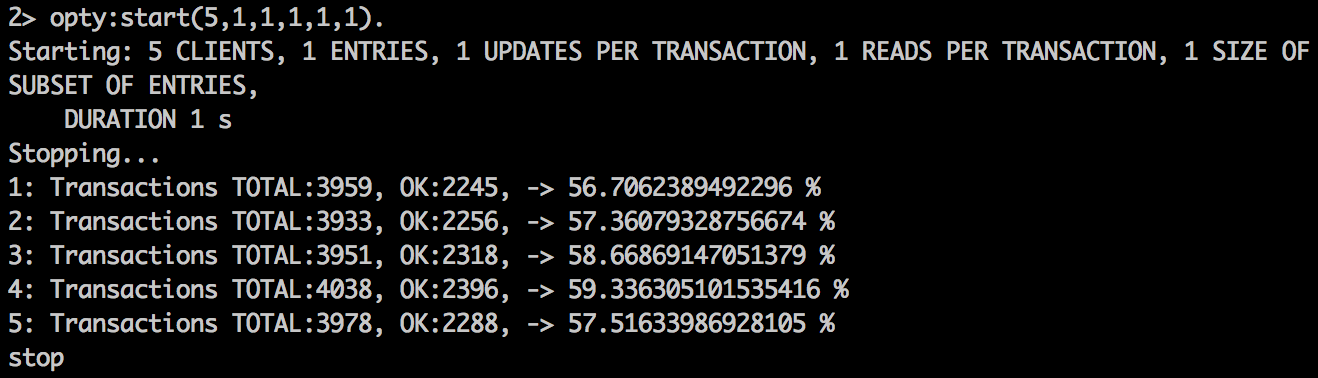 2> opty:start(5,1,1,1,1,1).
Starting: 5 CLIENTS, 1 ENTRIES, 1 UPDATES PER TRANSACTION, 1 READS PER TRANSACTION, 1 SIZE OF
SUBSET OF ENTRIES,
    DURATION 1 s
Stopping...
1: Transactions TOTAL:3959, OK:2245, -> 56.7062389492296 %
2: Transactions TOTAL:3933, OK:2256, -> 57.36079328756674 %
3: Transactions TOTAL:3951, OK:2318, -> 58.66869147051379 %
4: Transactions TOTAL:4038, OK:2396, -> 59.336305101535416 %
5: Transactions TOTAL:3978, OK:2288, -> 57.51633986928105 %
stop